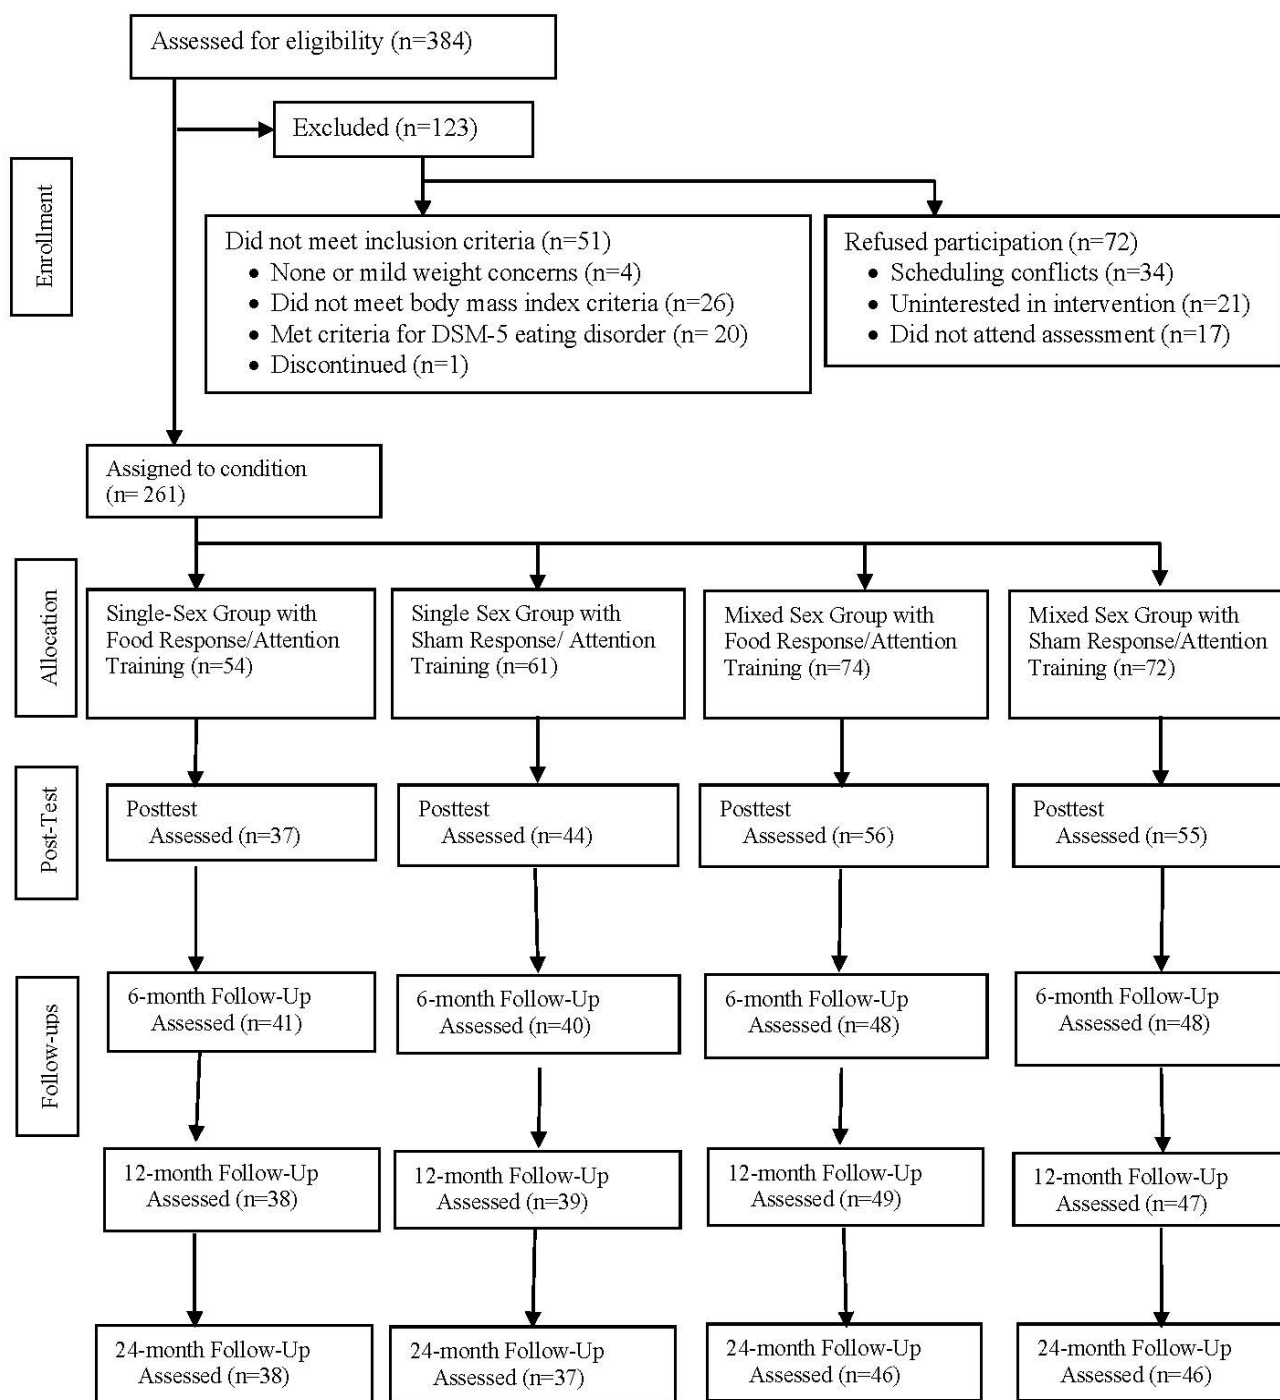 Assessed for eligibility (n=384)
Excluded (n=123)
Enrollment
Did not meet inclusion criteria (n=51)
• None or mild weight concerns (n=4)
• Did not meet body mass index criteria (n=26)
• Met criteria for DSM-5 eating disorder (n= 20)
• Discontinued (n=1)
Refused participation (n=72)
• Scheduling conflicts (n=34)
• Uninterested in intervention (n=21)
• Did not attend assessment (n=17)
Assigned to condition
(n= 261)
Allocation
Single-Sex Group with
Food Response/Attention
Training (n=54)
Single Sex Group with
Sham Response/ Attention
Training (n=61)
Mixed Sex Group with
Food Response/Attention
Training (n=74)
Mixed Sex Group with
Sham Response/Attention
Training (n=72)
Post-Test
Posttest
Assessed (n=37)
Posttest
Assessed (n=44)
Posttest
Assessed (n=56)
Posttest
Assessed (n=55)
Follow-ups
6-month Follow-Up
Assessed (n=41)
6-month Follow-Up
Assessed (n=40)
6-month Follow-Up
Assessed (n=48)
6-month Follow-Up
Assessed (n=48)
12-month Follow-Up
Assessed (n=38)
12-month Follow-Up
Assessed (n=39)
12-month Follow-Up
Assessed (n=49)
12-month Follow-Up
Assessed (n=47)
24-month Follow-Up
Assessed (n=38)
24-month Follow-Up
Assessed (n=37)
24-month Follow-Up
Assessed (n=46)
24-month Follow-Up
Assessed (n=46)